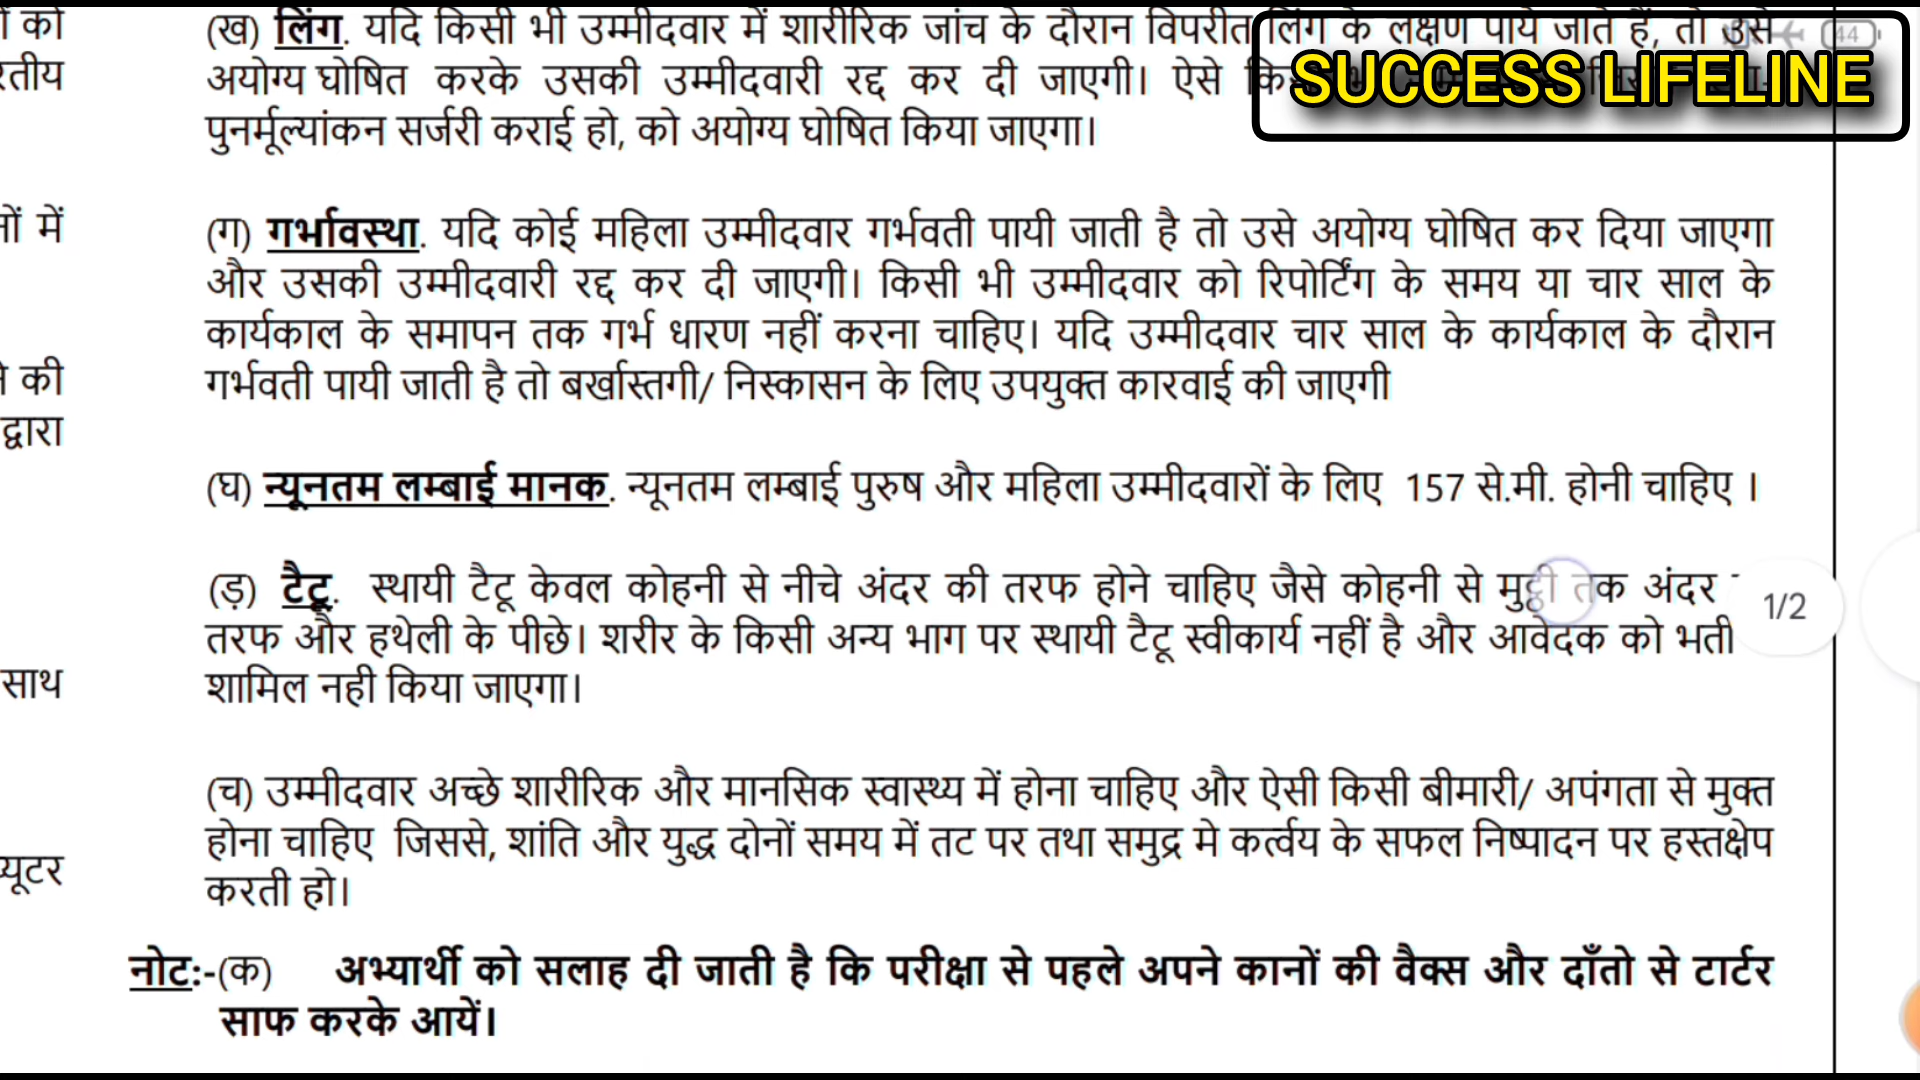 को
(ख) लिंग. यदि किसी भी उम्मीदवार में शारीरिक जांच के दौरान विपरीत लिंग के लक्षण पाये जाते हैं, तो उसे
44
रतीय
अयोग्य घोषित करके उसकी उम्मीदवारी रद्द कर दी जाएगी। ऐसे
SUCCESS LIFELINE
पुनर्मूल्यांकन सर्जरी कराई हो, को अयोग्य घोषित किया जाएगा।
में
(ग) गर्भावस्था. यदि कोई महिला उम्मीदवार गर्भवती पायी जाती है तो उसे अयोग्य घोषित कर दिया जाएगा
और उसकी उम्मीदवारी रद्द कर दी जाएगी। किसी भी उम्मीदवार को रिपोर्टिंग के समय या चार साल के
कार्यकाल के समापन तक गर्भ धारण नहीं करना चाहिए। यदि उम्मीदवार चार साल के कार्यकाल के दौरान
की
गर्भवती पायी जाती है तो बर्खास्तगी/ निस्कासन के लिए उपयुक्त कारवाई की जाएगी
द्वारा
(घ) न्यूनतम लम्बाई मानक. न्यूनतम लम्बाई पुरुष और महिला उम्मीदवारों के लिए 157 से.मी. होनी चाहिए ।
(ड़) टैटू. स्थायी टैटू केवल कोहनी से नीचे अंदर की तरफ होने चाहिए जैसे कोहनी से मुट्ठी तक अंदर
1/2
तरफ और हथेली के पीछे। शरीर के किसी अन्य भाग पर स्थायी टैटू स्वीकार्य नहीं है और आवेदक को
साथ
शामिल नही किया जाएगा।
(च) उम्मीदवार अच्छे शारीरिक और मानसिक स्वास्थ्य में होना चाहिए और ऐसी किसी बीमारी/ अपंगता से मुक्त
होना चाहिए जिससे, शांति और युद्ध दोनों समय में तट पर तथा समुद्र मे कर्त्वय के सफल निष्पादन पर हस्तक्षेप
प्यूटर
करती हो।
नोट:-(क) अभ्यार्थी को सलाह दी जाती है कि परीक्षा से पहले अपने कानों की वैक्स और दाँतो से टार्टर
साफ करके आयें।